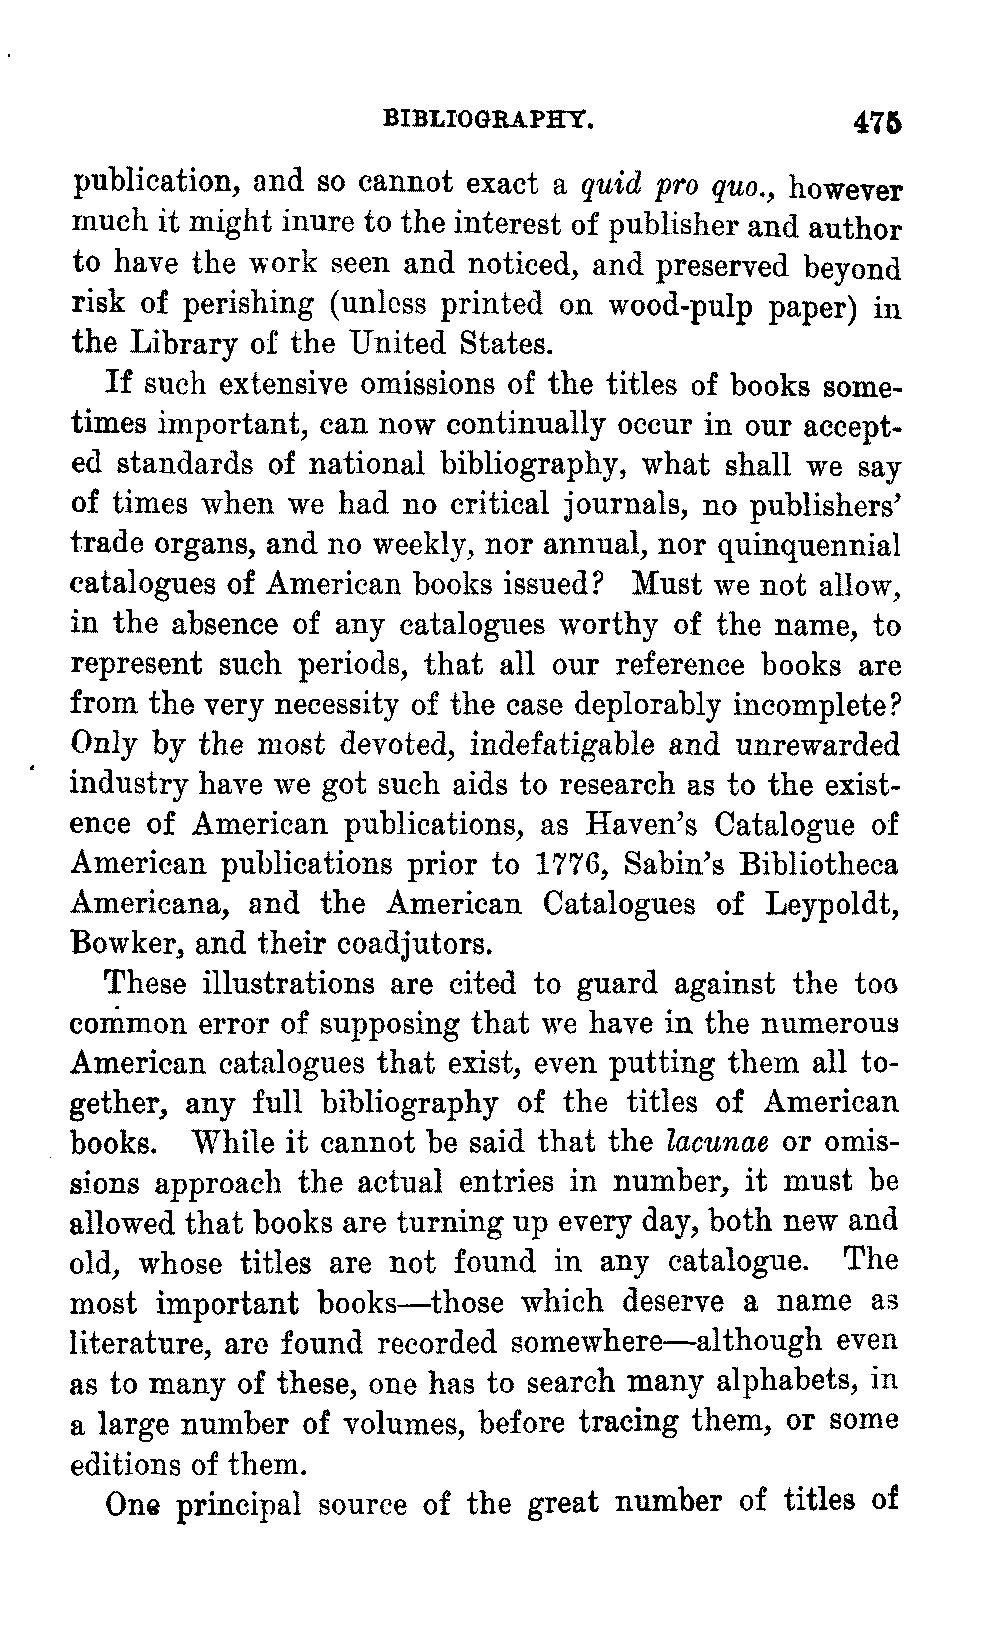 BIBLIOGRAPHY. 475
publication, and so cannot exact a quid pro quo., however
much it might inure to the interest of publisher and author
to have the work seen and noticed, and preserved beyond
risk of perishing (unless printed on wood-pulp paper) in
the Library of the United States.
If such extensive omissions of the titles of books some-
times important, can now continually occur in our accept-
ed standards of national bibliography, what shall we say
of times when we had no critical journals, no publishers'
trade organs, and no weekly, nor annual, nor quinquennial
catalogues of American books issued? Must we not allow,
in the absence of any catalogues worthy of the name, to
represent such periods, that all our reference books are
from the very necessity of the case deplorably incomplete?
Only by the most devoted, indefatigable and unrewarded
industry have we got such aids to research as to the exist-
ence of American publications, as Haven's Catalogue of
American publications prior to 1776, Sabin's Bibliotheca
Americana, and the American Catalogues of Leypoldt,
Bowker, and their coadjutors.
These illustrations are cited to guard against the too
common error of supposing that we have in the numerous
American catalogues that exist, even putting them all to-
gether, any full bibliography of the titles of American
books. While it cannot be said that the lacunae or omis-
sions approach the actual entries in number, it must be
allowed that books are turning up every day, both new and
old, whose titles are not found in any catalogue. The
most important books—those which deserve a name as
literature, are found recorded somewhere—although even
as to many of these, one has to search many alphabets, in
a large number of volumes, before tracing them, or some
editions of them.
One principal source of the great number of titles of